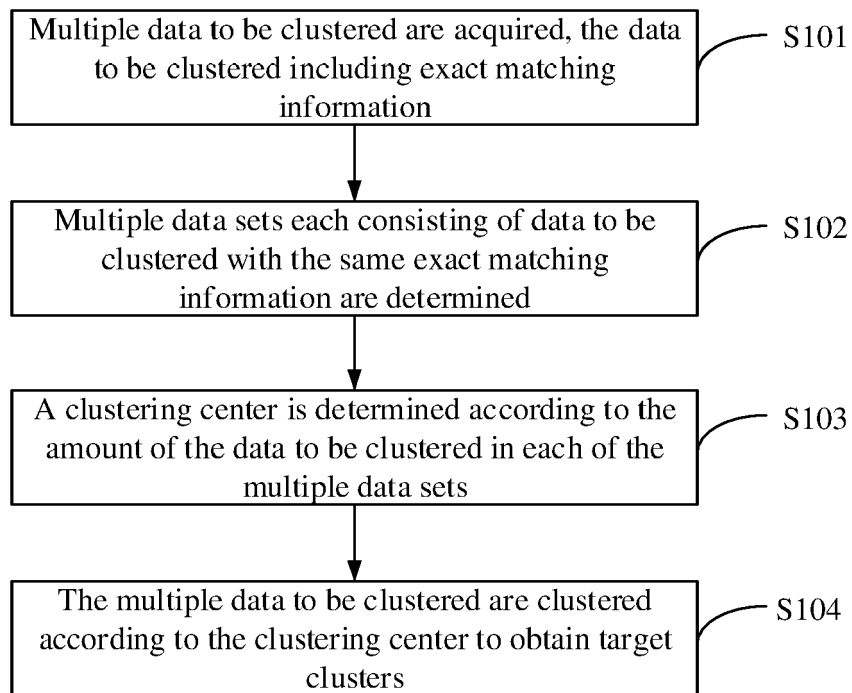 Multiple data to be clustered are acquired, the data
to be clustered including exact matching
information
S101
Multiple data sets each consisting of data to be
clustered with the same exact matching
information are determined
S102
A clustering center is determined according to the
amount of the data to be clustered in each of the
multiple data sets
S103
The multiple data to be clustered are clustered
according to the clustering center to obtain target
clusters
S104